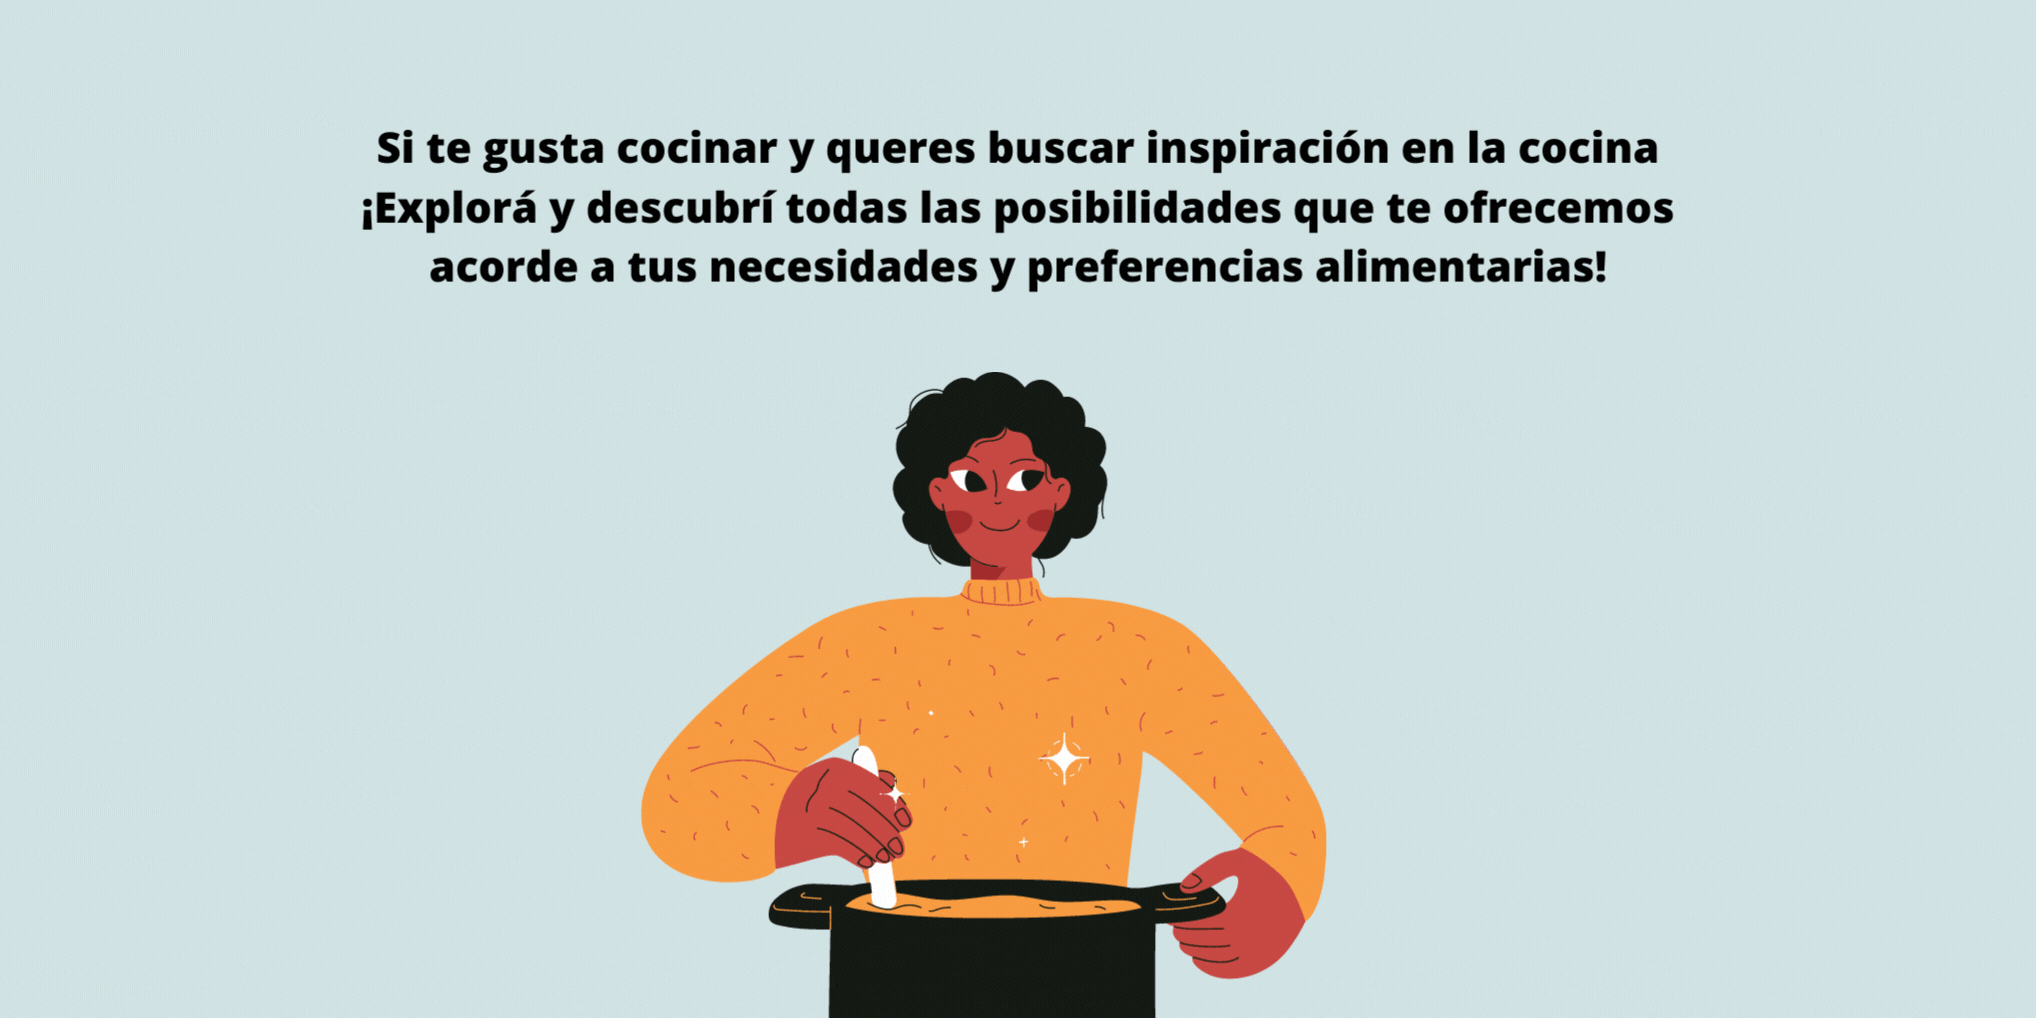 Si te gusta cocinar y queres buscar inspiración en la cocina
¡Explorá y descubrí todas las posibilidades que te ofrecemos
acorde a tus necesidades y preferencias alimentarias!